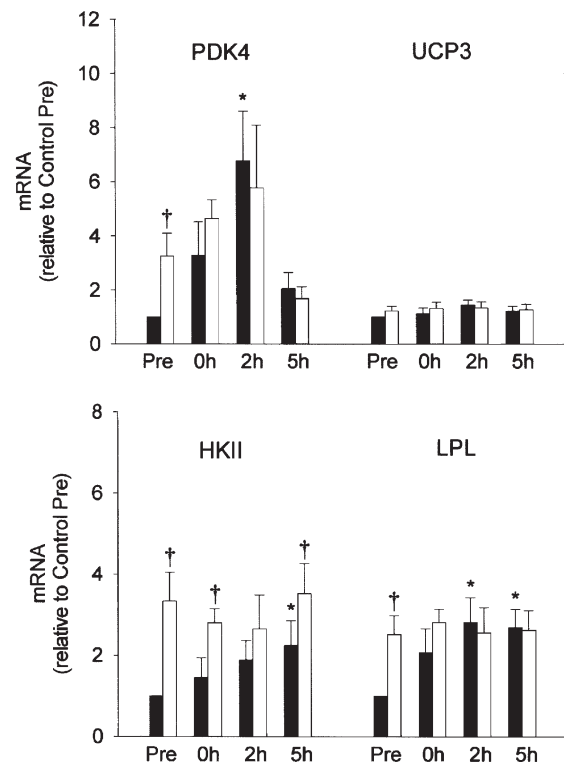 PDK4 UCP3
mRNA
(relative to Control Pre)
12
10
8
6
4
2
0
*
†
Pre 0h 2h 5h Pre 0h 2h 5h
HKII LPL
mRNA
(relative to Control Pre)
8
6
4
2
0
† † * † † * *
Pre 0h 2h 5h Pre 0h 2h 5h